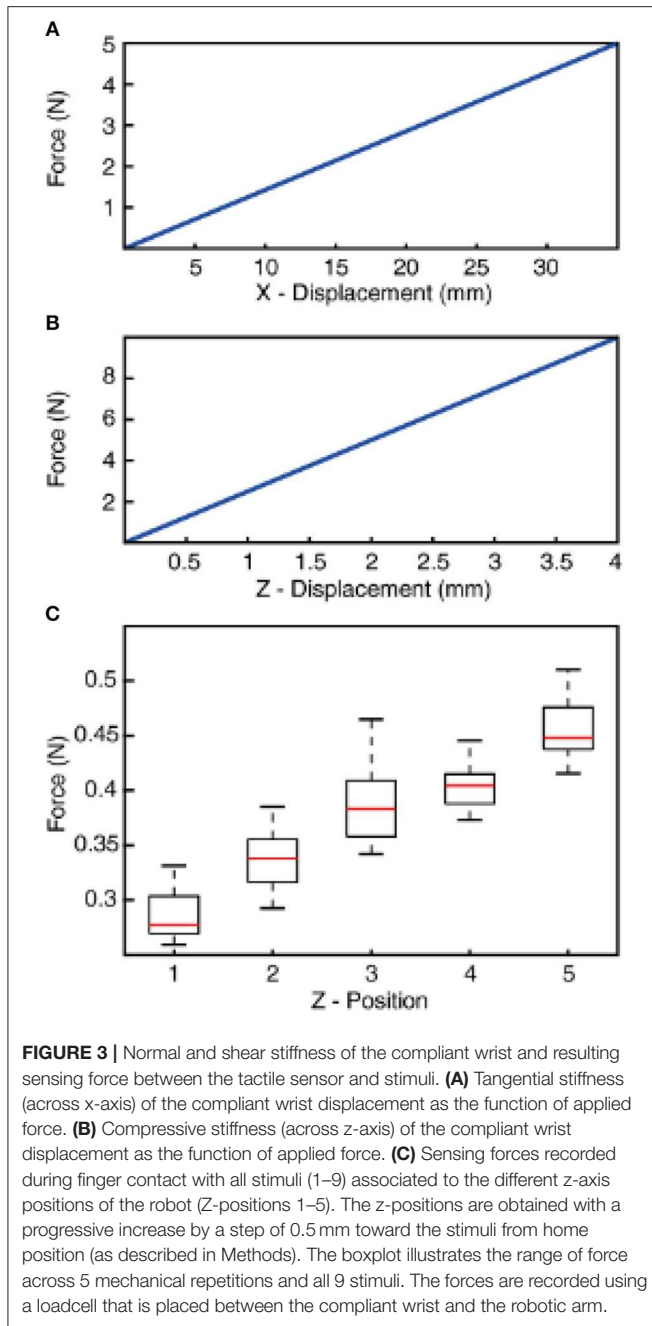 A
Force (N)
5
4
3
2
1
5 10 15 20 25 30
X - Displacement (mm)
B
Force (N)
8
6
4
2
0.5 1 1.5 2 2.5 3 3.5 4
Z - Displacement (mm)
C
Force (N)
0.5
0.45
0.4
0.35
0.3
1 2 3 4 5
Z - Position
FIGURE 3 | Normal and shear stiffness of the compliant wrist and resulting
sensing force between the tactile sensor and stimuli. (A) Tangential stiffness
(across x-axis) of the compliant wrist displacement as the function of applied
force. (B) Compressive stiffness (across z-axis) of the compliant wrist
displacement as the function of applied force. (C) Sensing forces recorded
during finger contact with all stimuli (1–9) associated to the different z-axis
positions of the robot (Z-positions 1–5). The z-positions are obtained with a
progressive increase by a step of 0.5 mm toward the stimuli from home
position (as described in Methods). The boxplot illustrates the range of force
across 5 mechanical repetitions and all 9 stimuli. The forces are recorded using
a loadcell that is placed between the compliant wrist and the robotic arm.